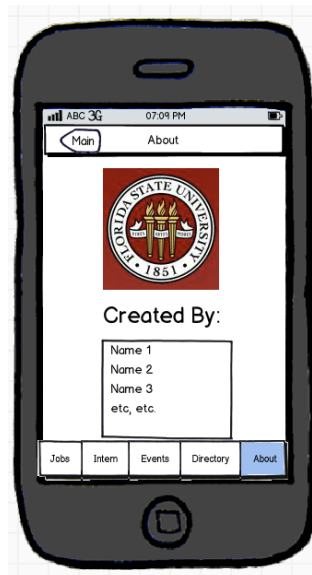 ABC 3G 07:09 PM
Main About
FLORIDA STATE UNIVERSITY
1851
Created By:
Name 1
Name 2
Name 3
etc, etc.
Jobs Intern Events Directory About